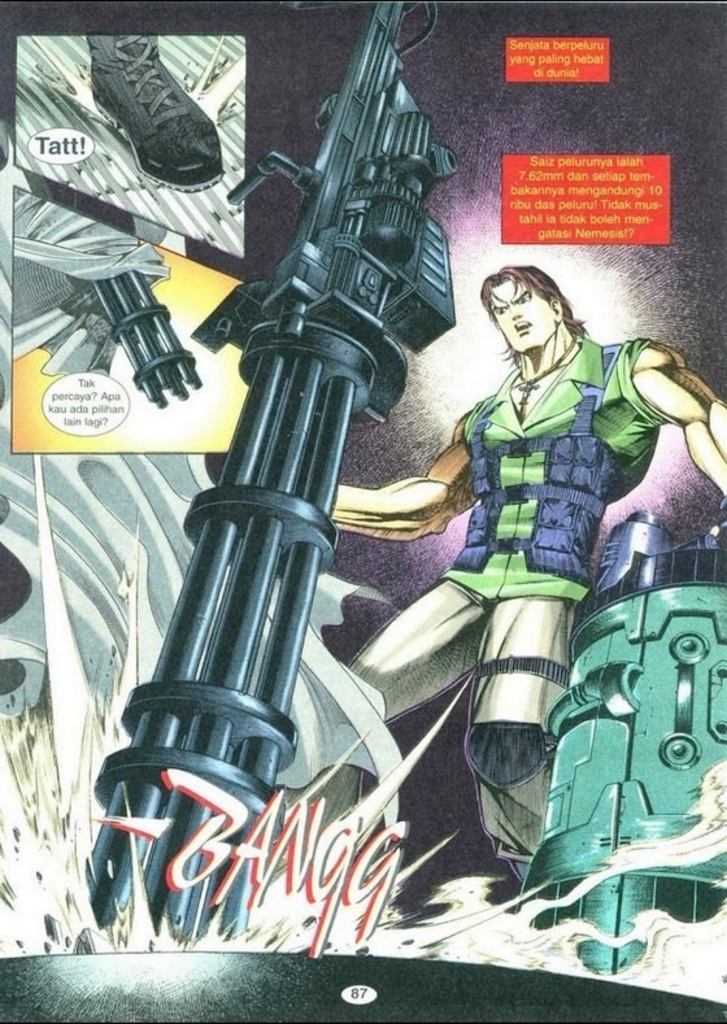 Senjata berpeluru
yang paling hebat
di dunia!
Tatt!
Saiz pelurunya ialah
7.62mm dan setiap tem-
bakannya mengandungi 10
ribu das peluru! Tidak mus-
tahil ia tidak boleh men-
gatasi Nemesis!?
Tak
percaya? Apa
kau ada pilihan
lain lagi?
BANGG
87